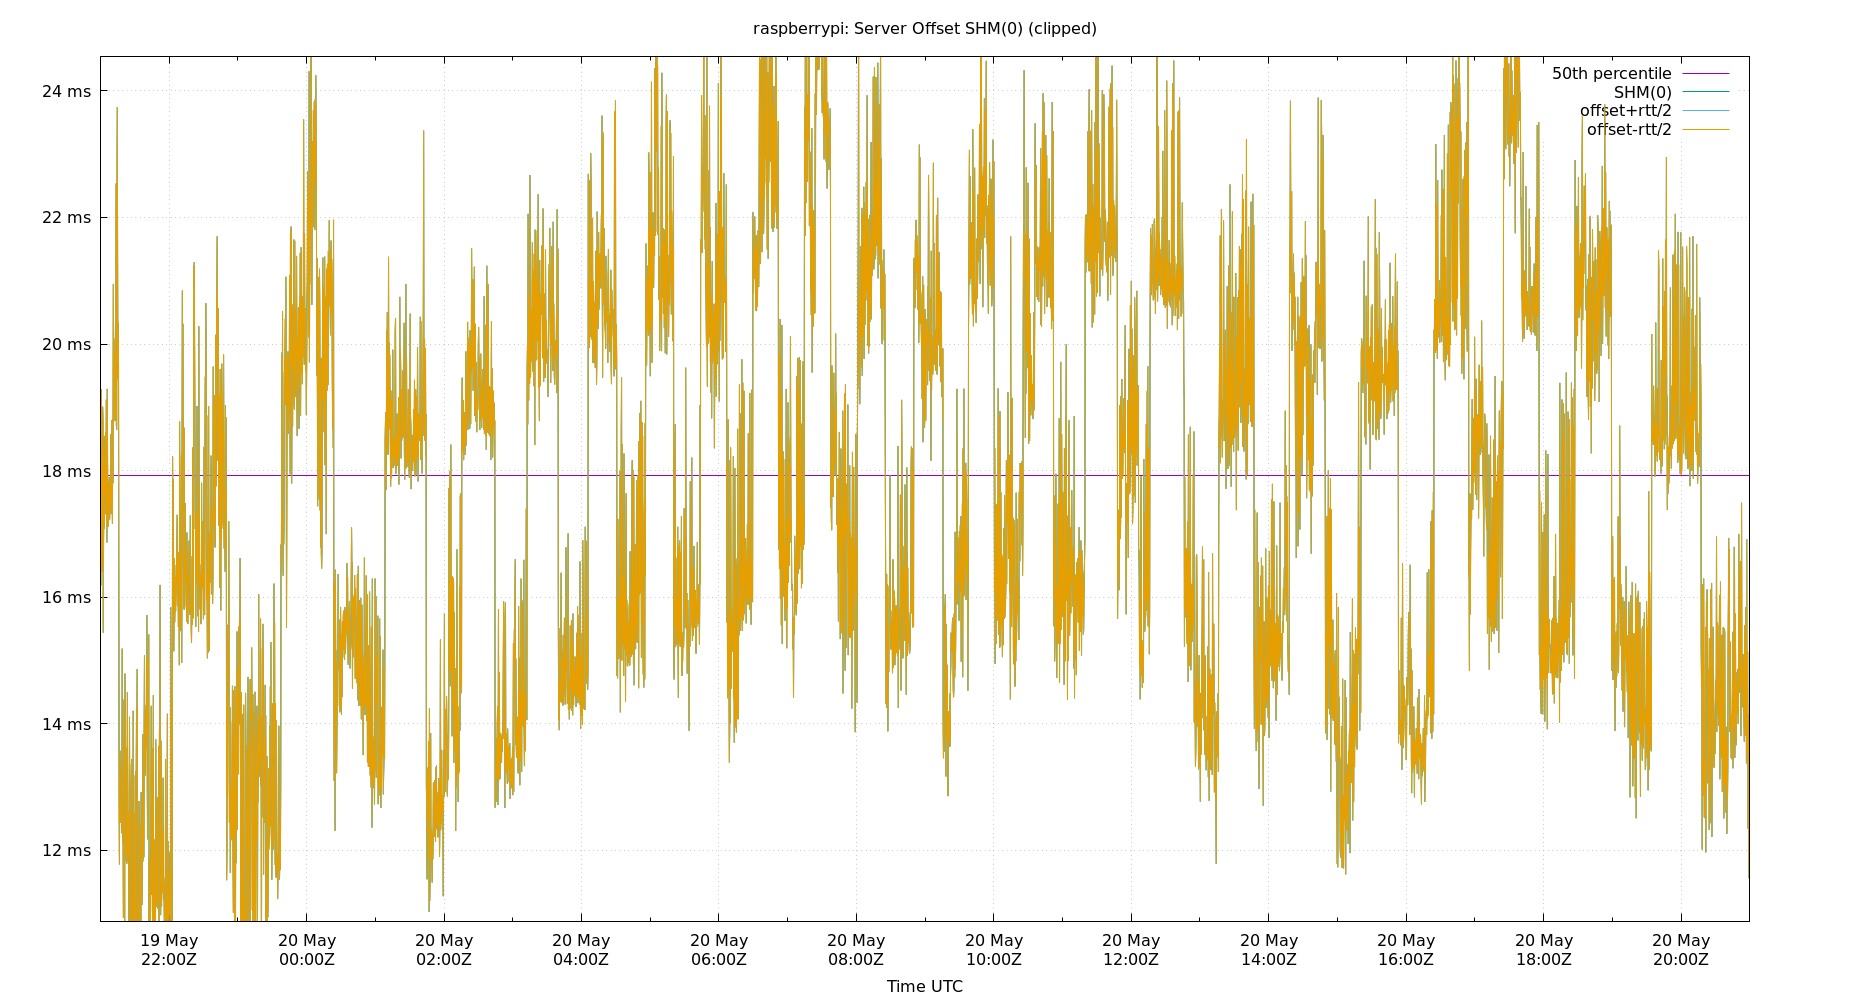 raspberrypi: Server Offset SHM(0) (clipped)
24 ms
22 ms
20 ms
18 ms
16 ms
14 ms
12 ms
50th percentile
SHM(0)
offset+rtt/2
offset-rtt/2
19 May 20 May 20 May 20 May 20 May 20 May 20 May 20 May 20 May 20 May 20 May 20 May
22:00Z 00:00Z 02:00Z 04:00Z 06:00Z 08:00Z 10:00Z 12:00Z 14:00Z 16:00Z 18:00Z 20:00Z
Time UTC